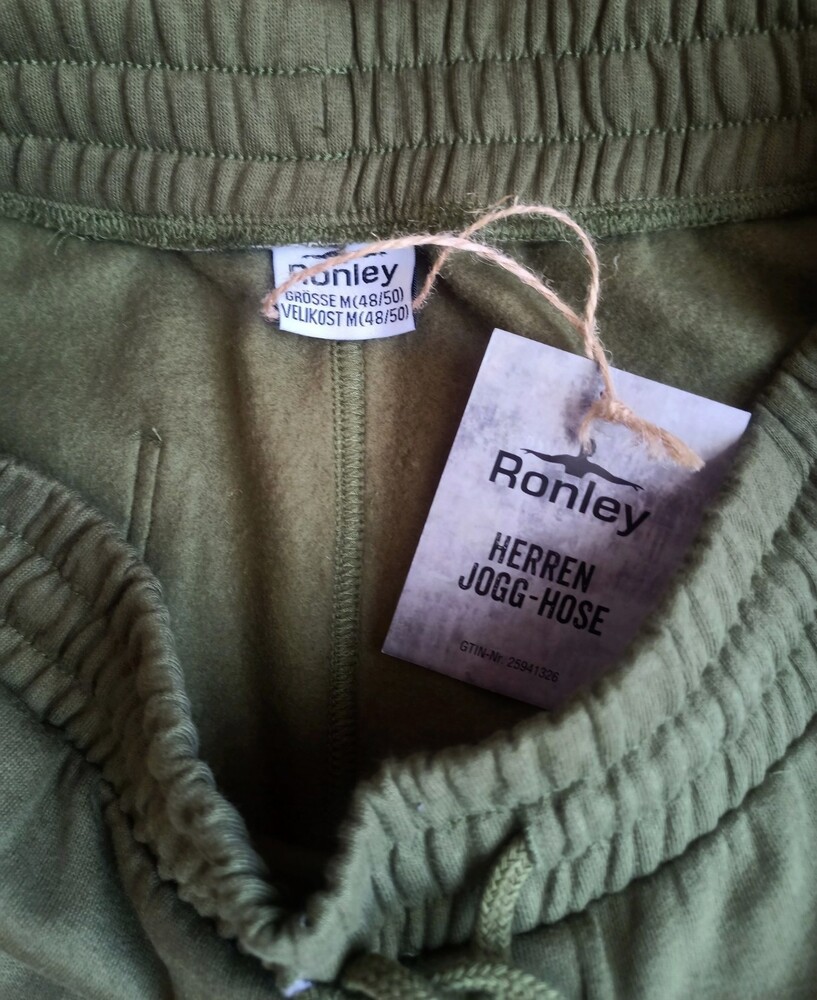 Ronley
GRÖSSE M(48/50)
VELIKOST M(48/50)
Ronley
HERREN
JOGG-HOSE
GTIN-Nr. 25941326